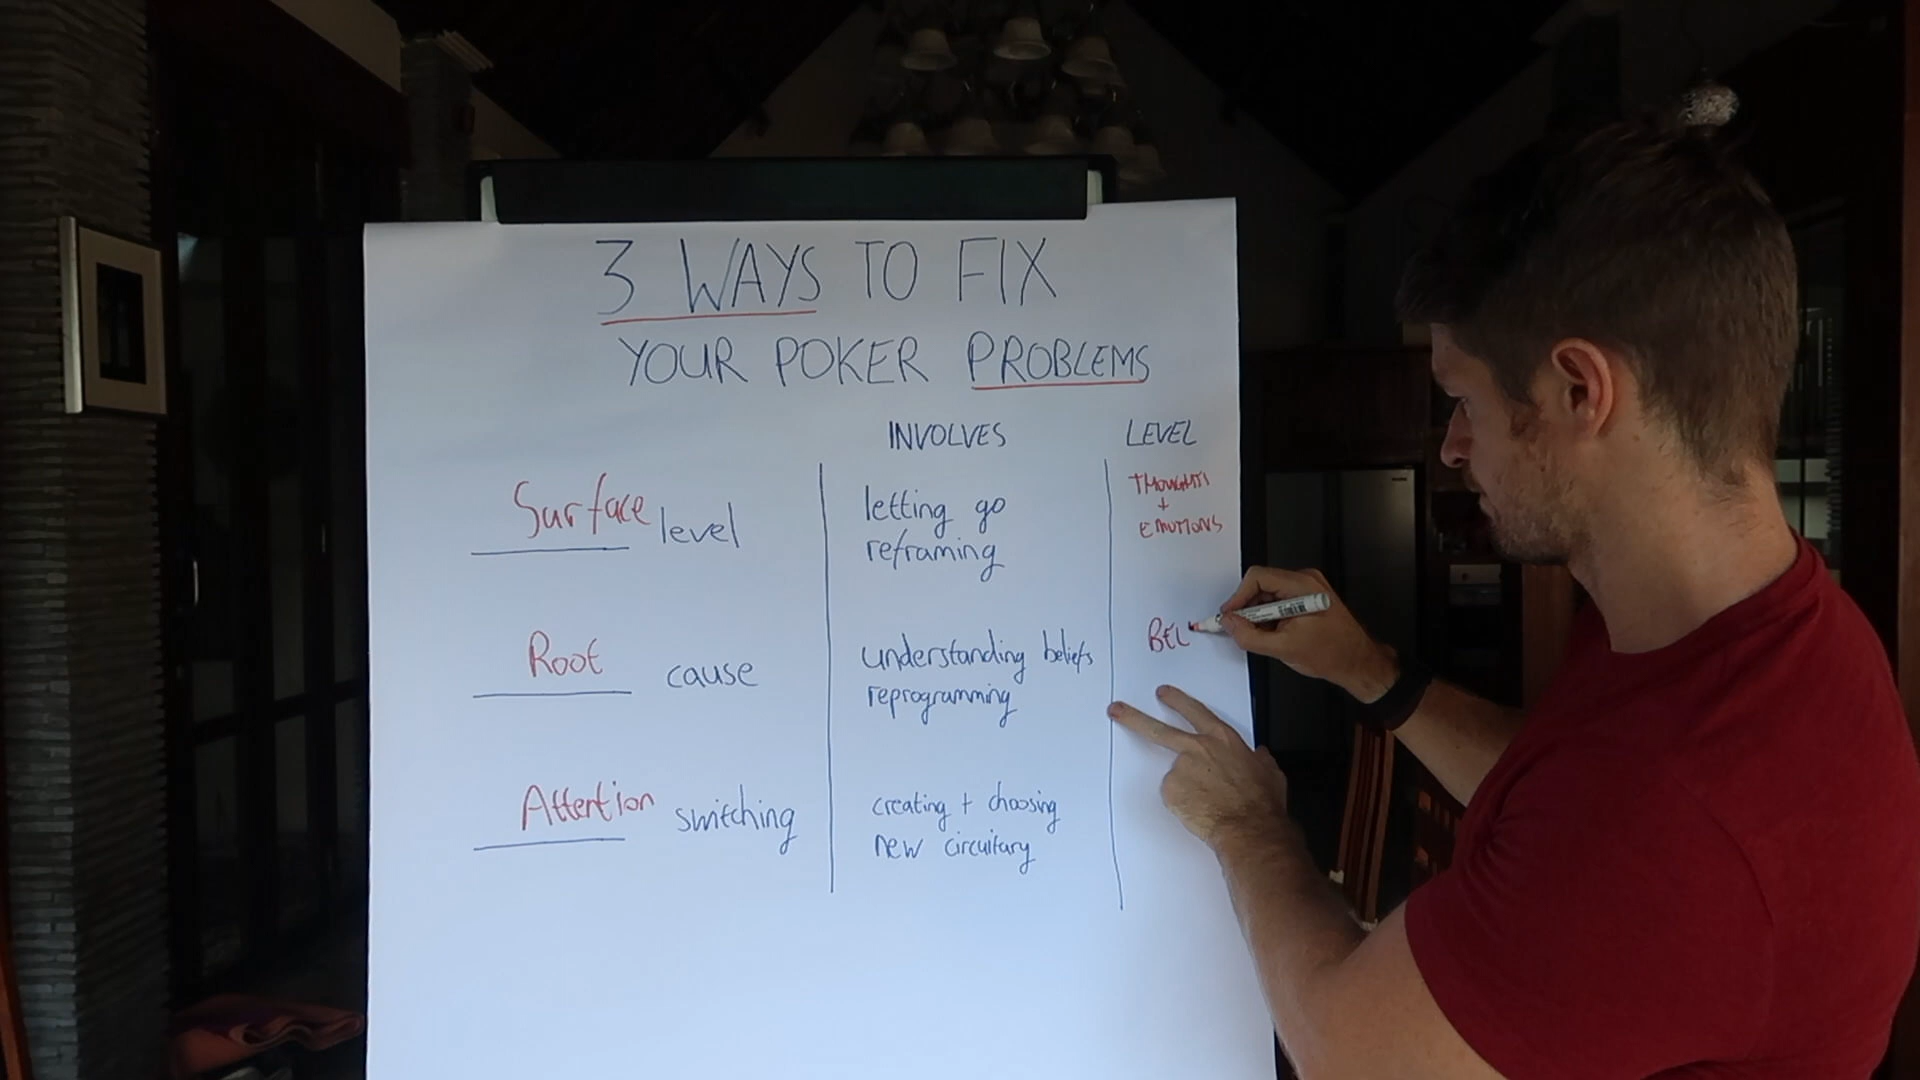 3 WAYS TO FIX
YOUR POKER PROBLEMS
INVOLVES
LEVEL
Surface level
letting go
reframing
THOUGHTS
+
EMOTIONS
Root cause
understanding beliefs
reprogramming
BEL
Attention switching
creating + choosing
new circuitary